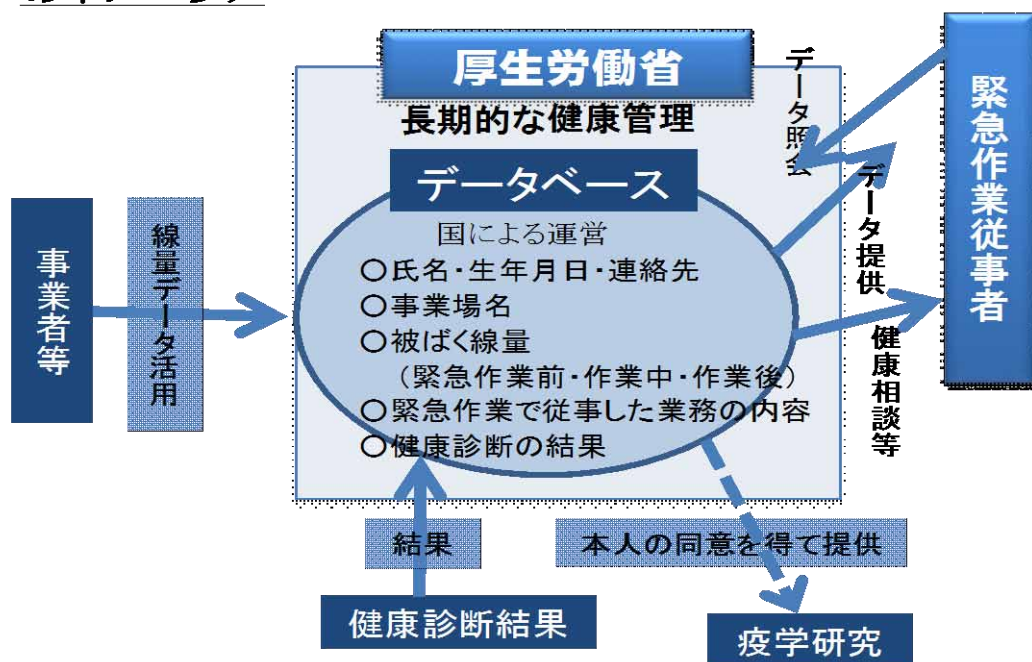 厚生労働省
長期的な健康管理
データベース
国による運営
○氏名・生年月日・連絡先
○事業場名
○被ばく線量
（緊急作業前・作業中・作業後）
○緊急作業で従事した業務の内容
○健康診断の結果
事業者等
線量データ活用
データ照会
データ提供
健康相談等
緊急作業従事者
結果
本人の同意を得て提供
健康診断結果
疫学研究